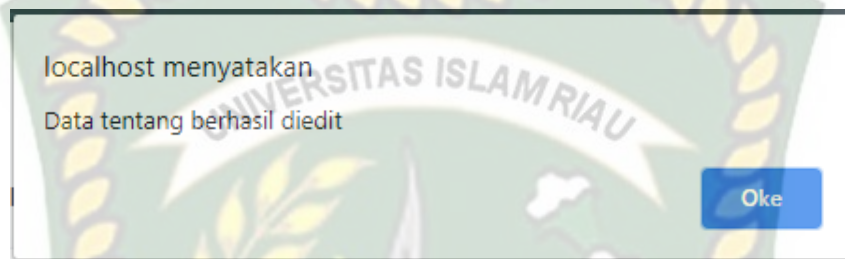 localhost menyatakan
UNIVERSITAS ISLAM RIAU
Data tentang berhasil diedit
Oke